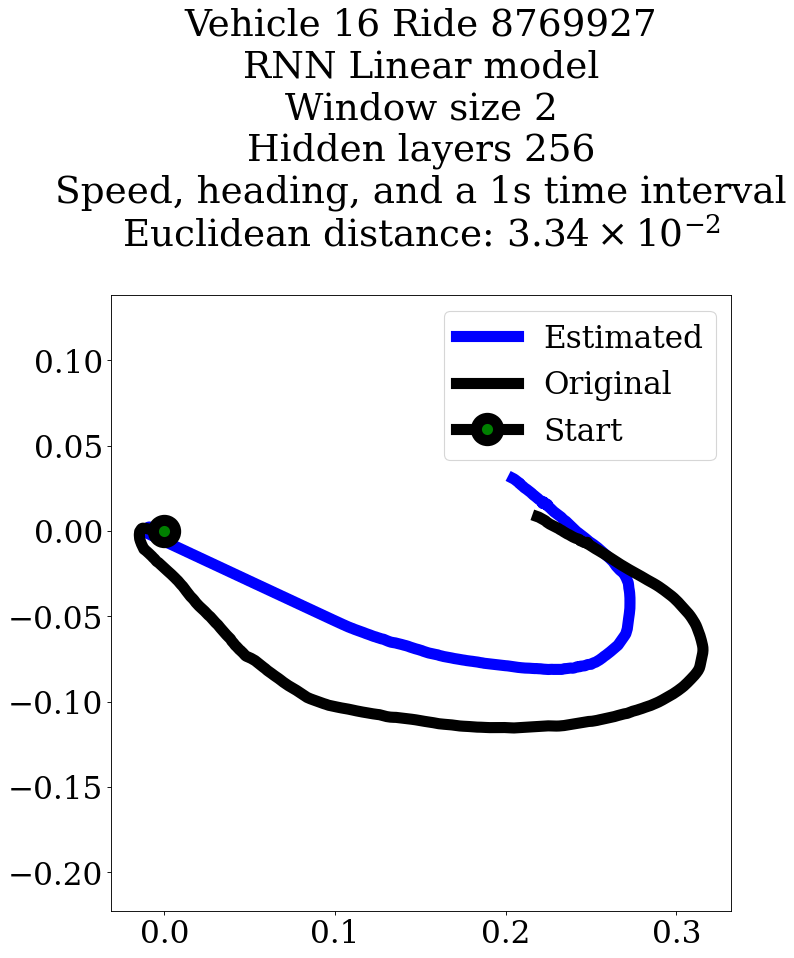 Vehicle 16 Ride 8769927
RNN Linear model
Window size 2
Hidden layers 256
Speed, heading, and a 1s time interval
Euclidean distance: 3.34 × 10⁻²
Estimated
Original
Start
0.10
0.05
0.00
−0.05
−0.10
−0.15
−0.20
0.0 0.1 0.2 0.3